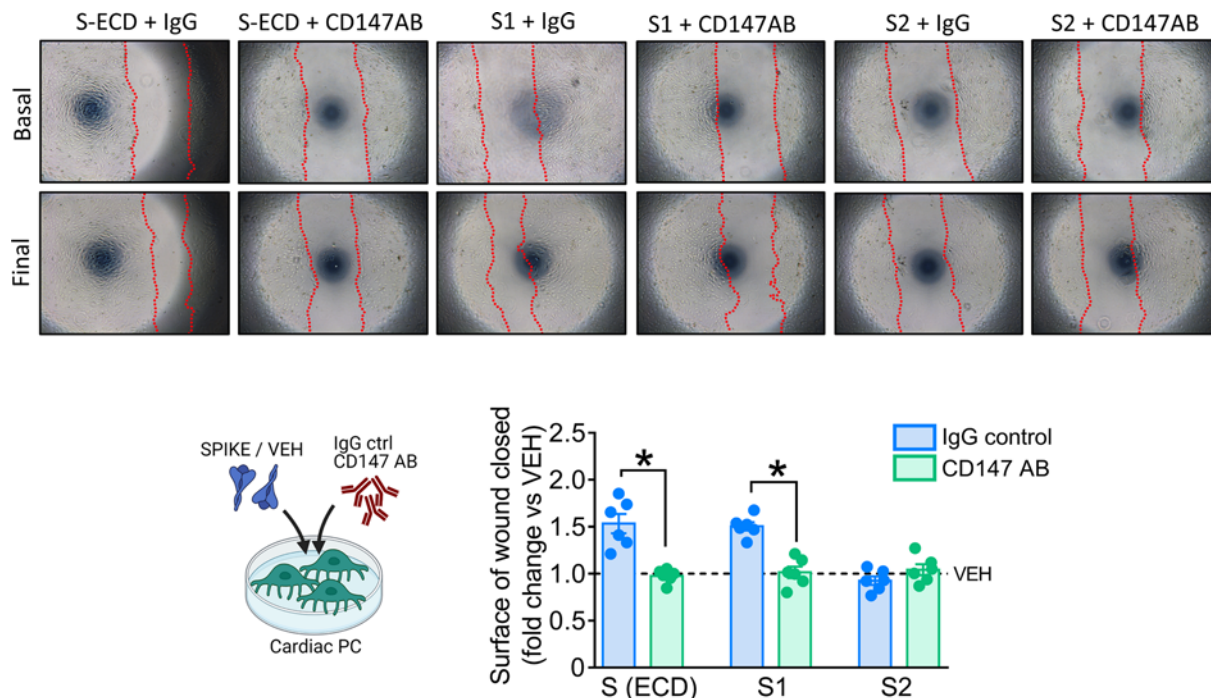 S-ECD + IgG
S-ECD + CD147AB
S1 + IgG
S1 + CD147AB
S2 + IgG
S2 + CD147AB
Basal
Final
SPIKE / VEH
IgG ctrl
CD147 AB
Cardiac PC
Surface of wound closed
(fold change vs VEH)
2.5
2.0
1.5
1.0
0.5
0
*
*
IgG control
CD147 AB
VEH
S (ECD)
S1
S2